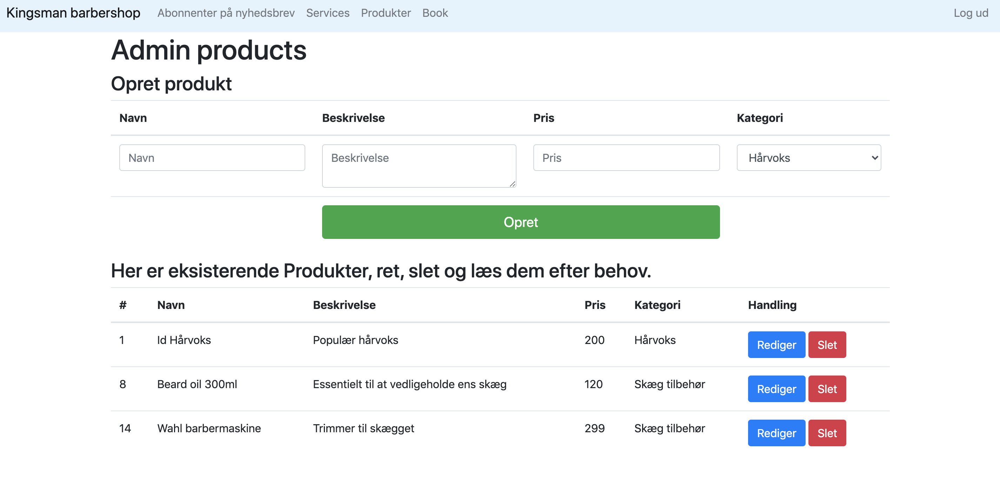 Kingsman barbershop Abonnenter på nyhedsbrev Services Produkter Book Log ud
Admin products
Opret produkt
Navn Beskrivelse Pris Kategori
Navn Beskrivelse Pris Hårvoks
Opret
Her er eksisterende Produkter, ret, slet og læs dem efter behov.
# Navn Beskrivelse Pris Kategori Handling
1 Id Hårvoks Populær hårvoks 200 Hårvoks Rediger Slet
8 Beard oil 300ml Essentielt til at vedligeholde ens skæg 120 Skæg tilbehør Rediger Slet
14 Wahl barbermaskine Trimmer til skægget 299 Skæg tilbehør Rediger Slet